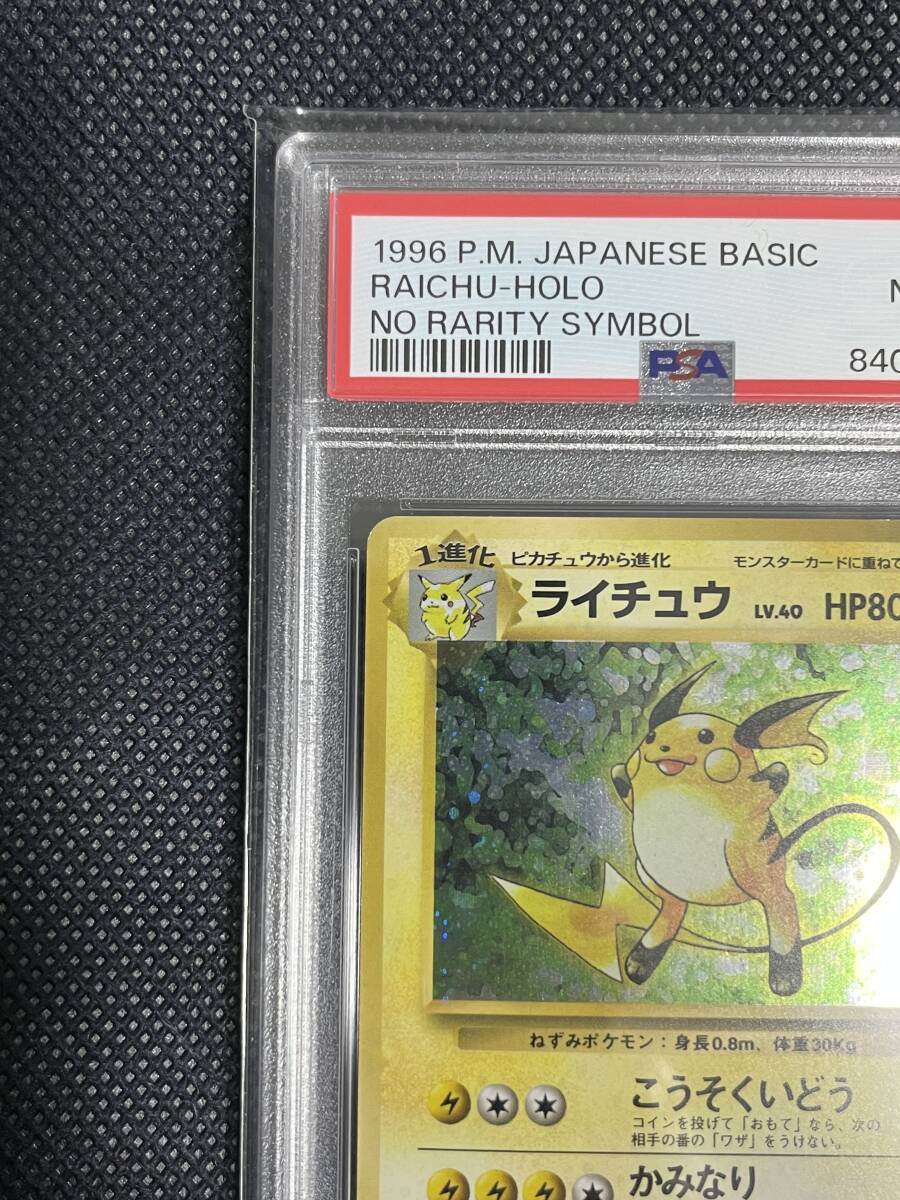 1996 P.M. JAPANESE BASIC
RAICHU-HOLO N
NO RARITY SYMBOL
PSA 840
1進化 ピカチュウから進化 モンスターカードに重ねて
ライチュウ LV.40 HP80
ねずみポケモン：身長0.8m、体重30Kg
こうそくいどう
コインを投げて「おもて」なら、次の
相手の番の「ワザ」をうけない。
かみなり